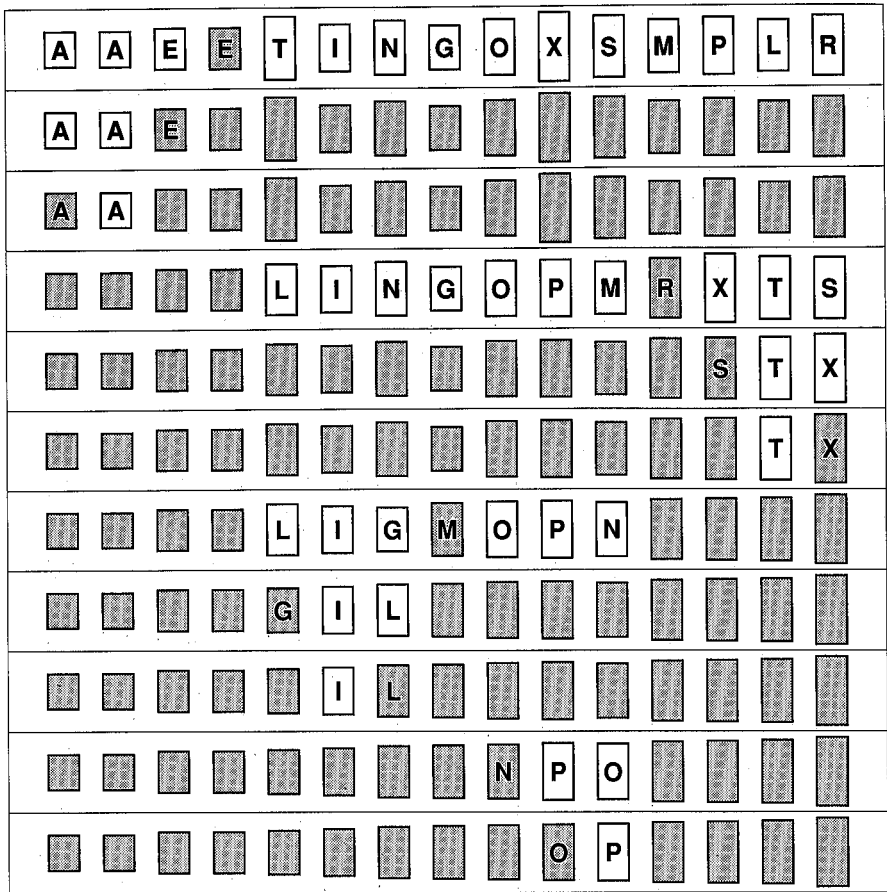 A A E E T I N G O X S M P L R
A A E
A A
L I N G O P M R X T S
S T X
T X
L I G M O P N
G I L
I L
N P O
O P